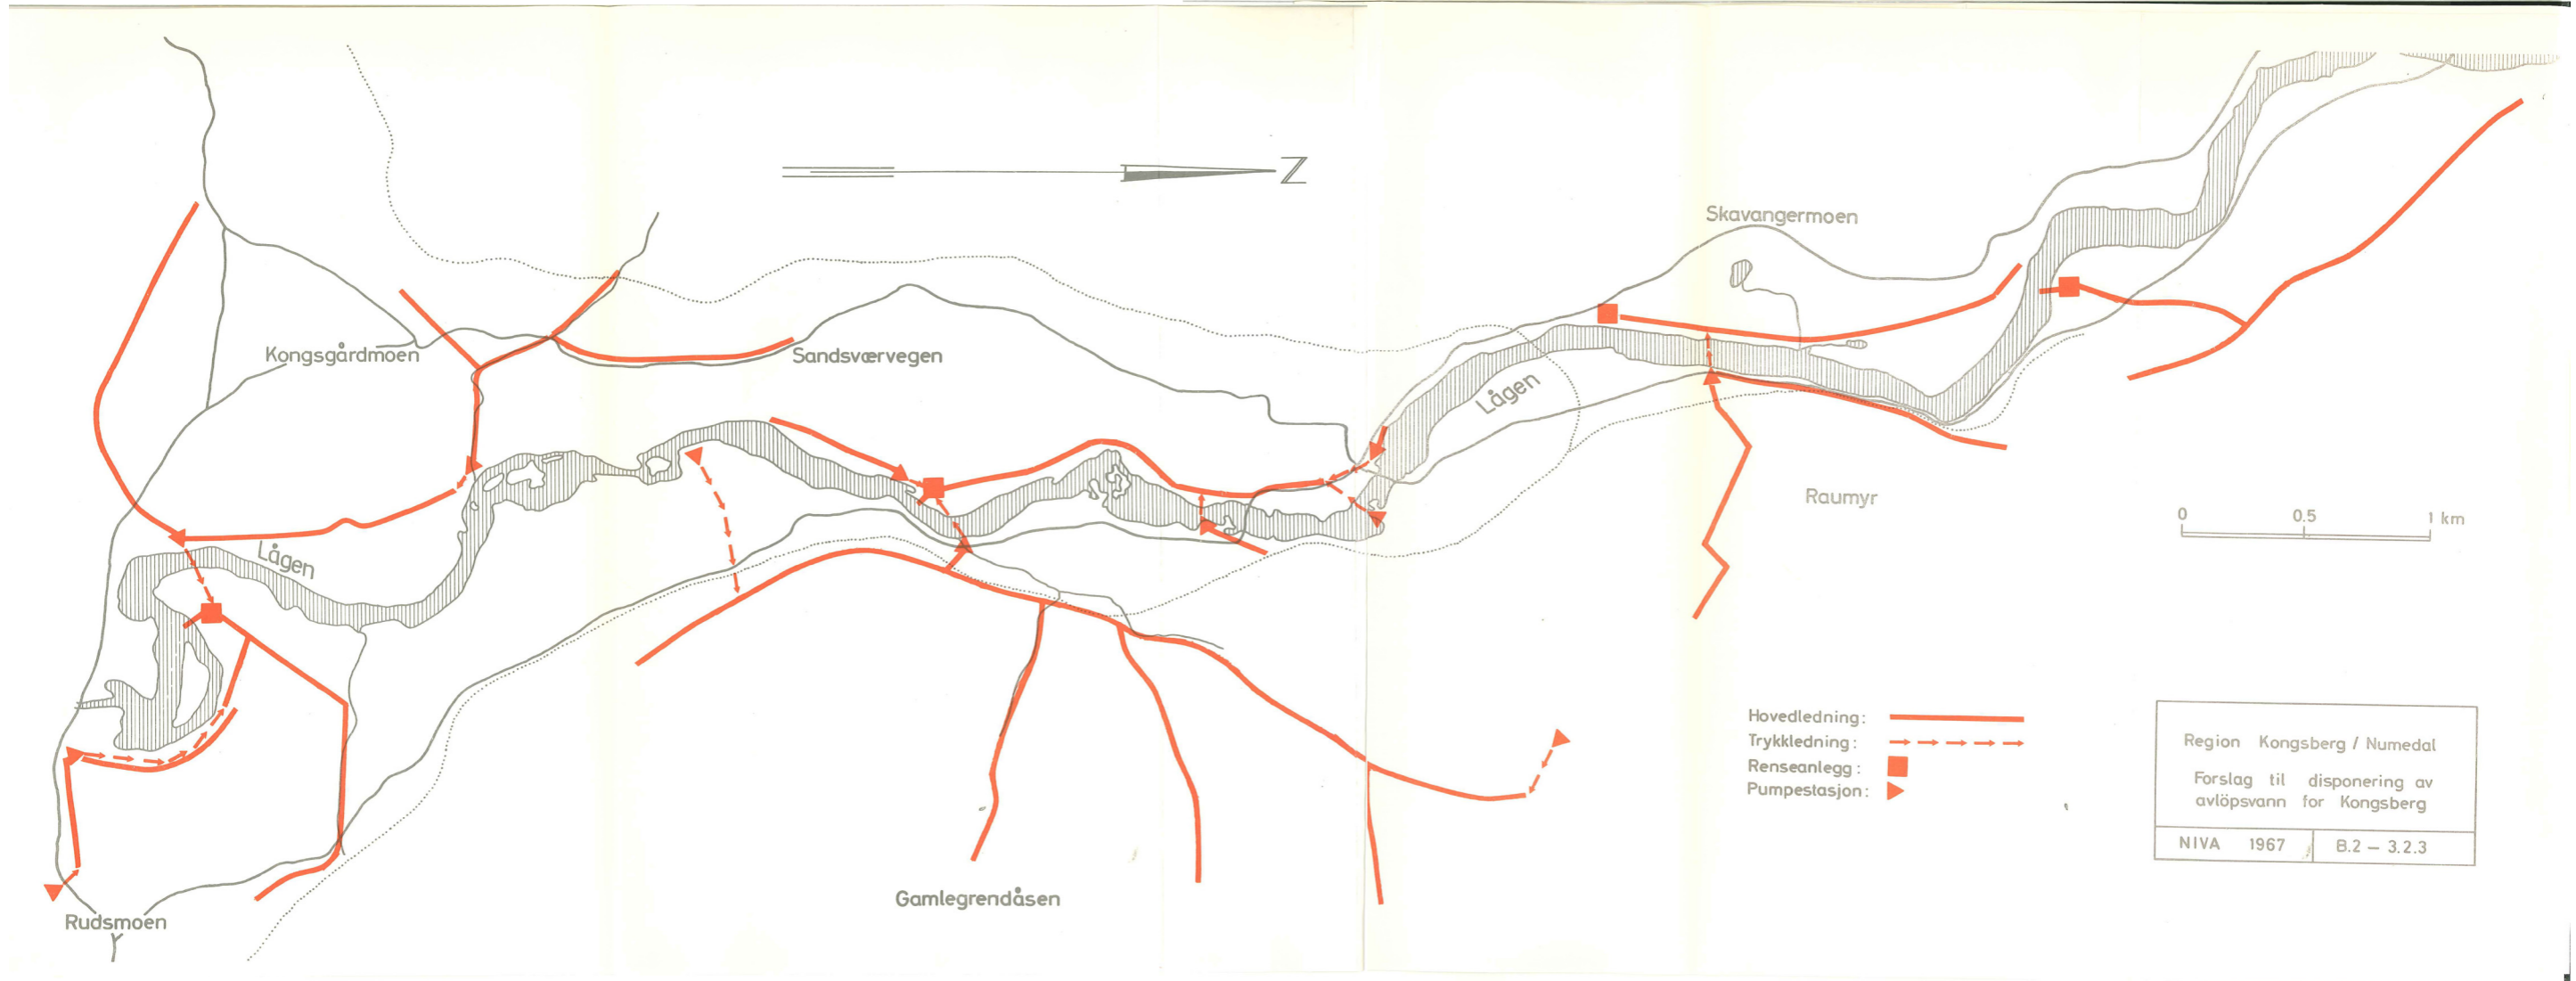 Z
Skavangermoen
Kongsgårdmoen
Sandsværvegen
Lågen
Raumyr
0 0.5 1 km
Lågen
Hovedledning:
Trykkledning:
Renseanlegg:
Pumpestasjon:
Region Kongsberg / Numedal
Forslag til disponering av
avlöpsvann for Kongsberg
NIVA 1967 B.2 — 3.2.3
Gamlegrendåsen
Rudsmoen